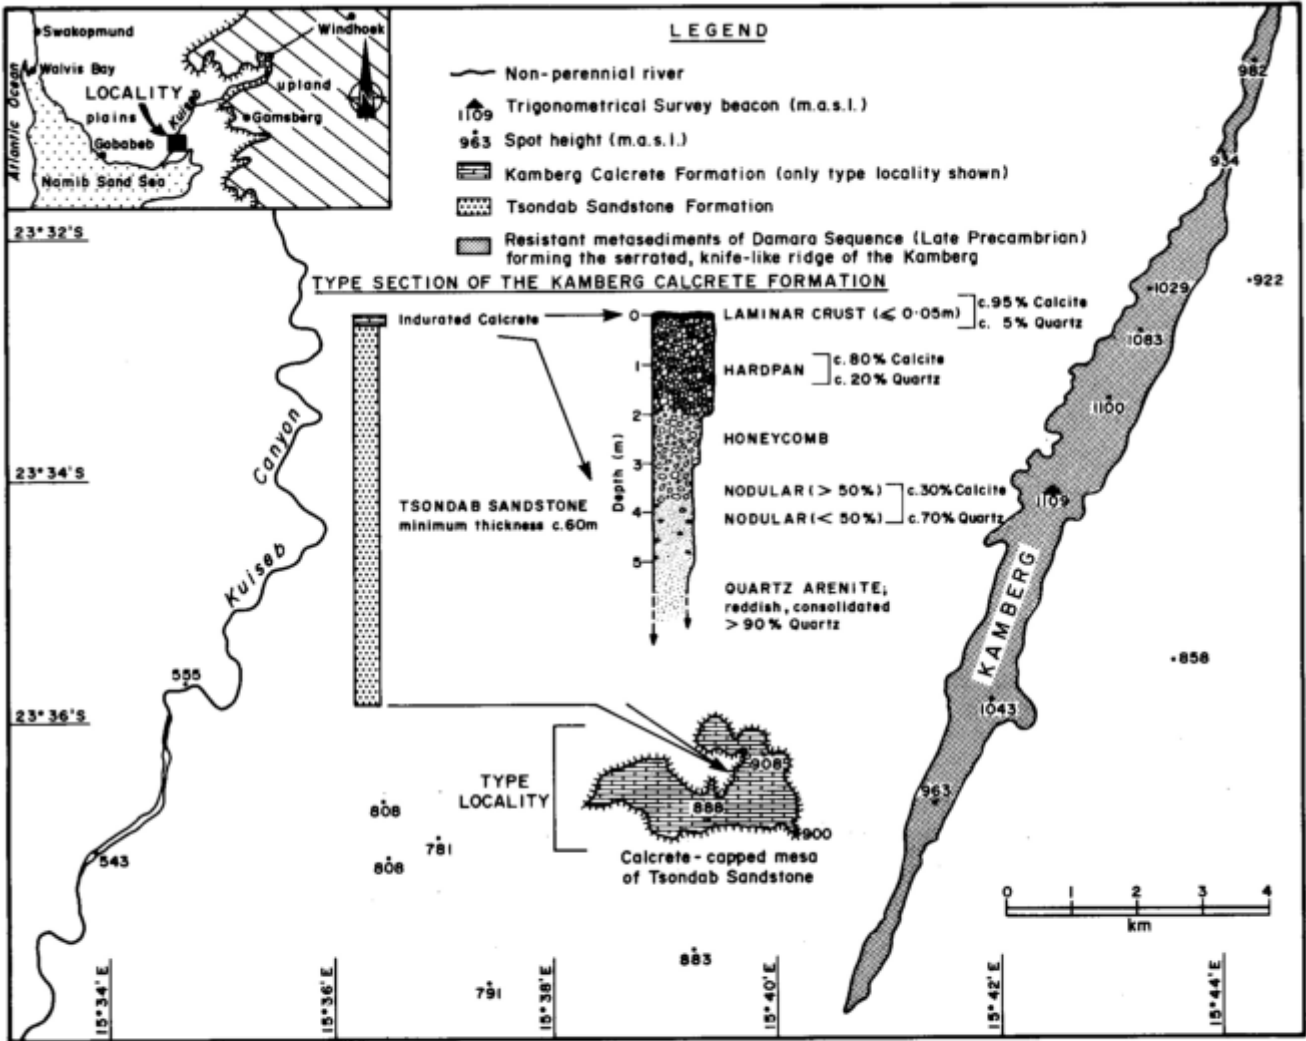 Swakopmund
Windhoek
Walvis Bay
LOCALITY
plains
Kuiseb
upland
Gamsberg
Gobabeb
Atlantic Ocean
Namib Sand Sea
N
LEGEND
Non-perennial river
1109 Trigonometrical Survey beacon (m.a.s.l.)
963 Spot height (m.a.s.l.)
Kamberg Calcrete Formation (only type locality shown)
Tsondab Sandstone Formation
Resistant metasediments of Damara Sequence (Late Precambrian)
forming the serrated, knife-like ridge of the Kamberg
TYPE SECTION OF THE KAMBERG CALCRETE FORMATION
Indurated Calcrete
TSONDAB SANDSTONE
minimum thickness c.60m
Depth (m)
0
1
2
3
4
5
LAMINAR CRUST (≤ 0·05m)
c.95% Calcite
c. 5% Quartz
HARDPAN
c.80% Calcite
c.20% Quartz
HONEYCOMB
NODULAR (> 50%)
NODULAR (< 50%)
c.30% Calcite
c.70% Quartz
QUARTZ ARENITE;
reddish, consolidated
> 90% Quartz
23°32'S
23°34'S
23°36'S
Canyon
Kuiseb
555
543
808
781
808
791
883
TYPE
LOCALITY
908
888
900
Calcrete-capped mesa
of Tsondab Sandstone
982
934
922
1029
1083
1100
1109
KAMBERG
858
1043
963
0 1 2 3 4
km
15°34'E
15°36'E
15°38'E
15°40'E
15°42'E
15°44'E